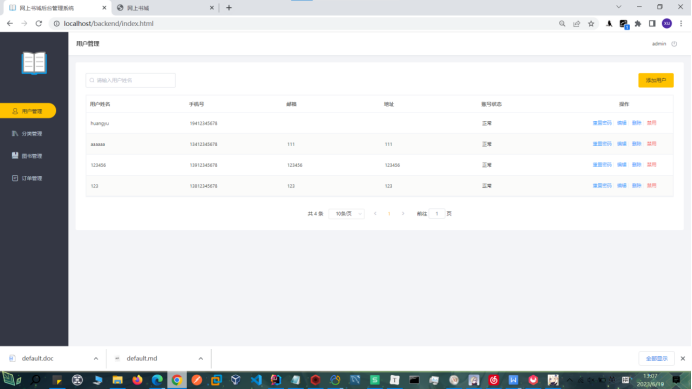 网上书城后台管理系统
网上书城
localhost/backend/index.html
用户管理
admin
用户管理
分类管理
图书管理
订单管理
请输入用户姓名
添加用户
用户姓名 手机号 邮箱 地址 账号状态 操作
huangyu 19412345678 正常 重置密码 编辑 删除 禁用
aaaaaa 13412345678 111 111 正常 重置密码 编辑 删除 禁用
123456 13812345678 123456 123456 正常 重置密码 编辑 删除 禁用
123 13812345678 123 123 正常 重置密码 编辑 删除 禁用
共 4 条 10条/页 1 前往 1 页
default.doc
default.md
全部显示
13:07
2022/6/19